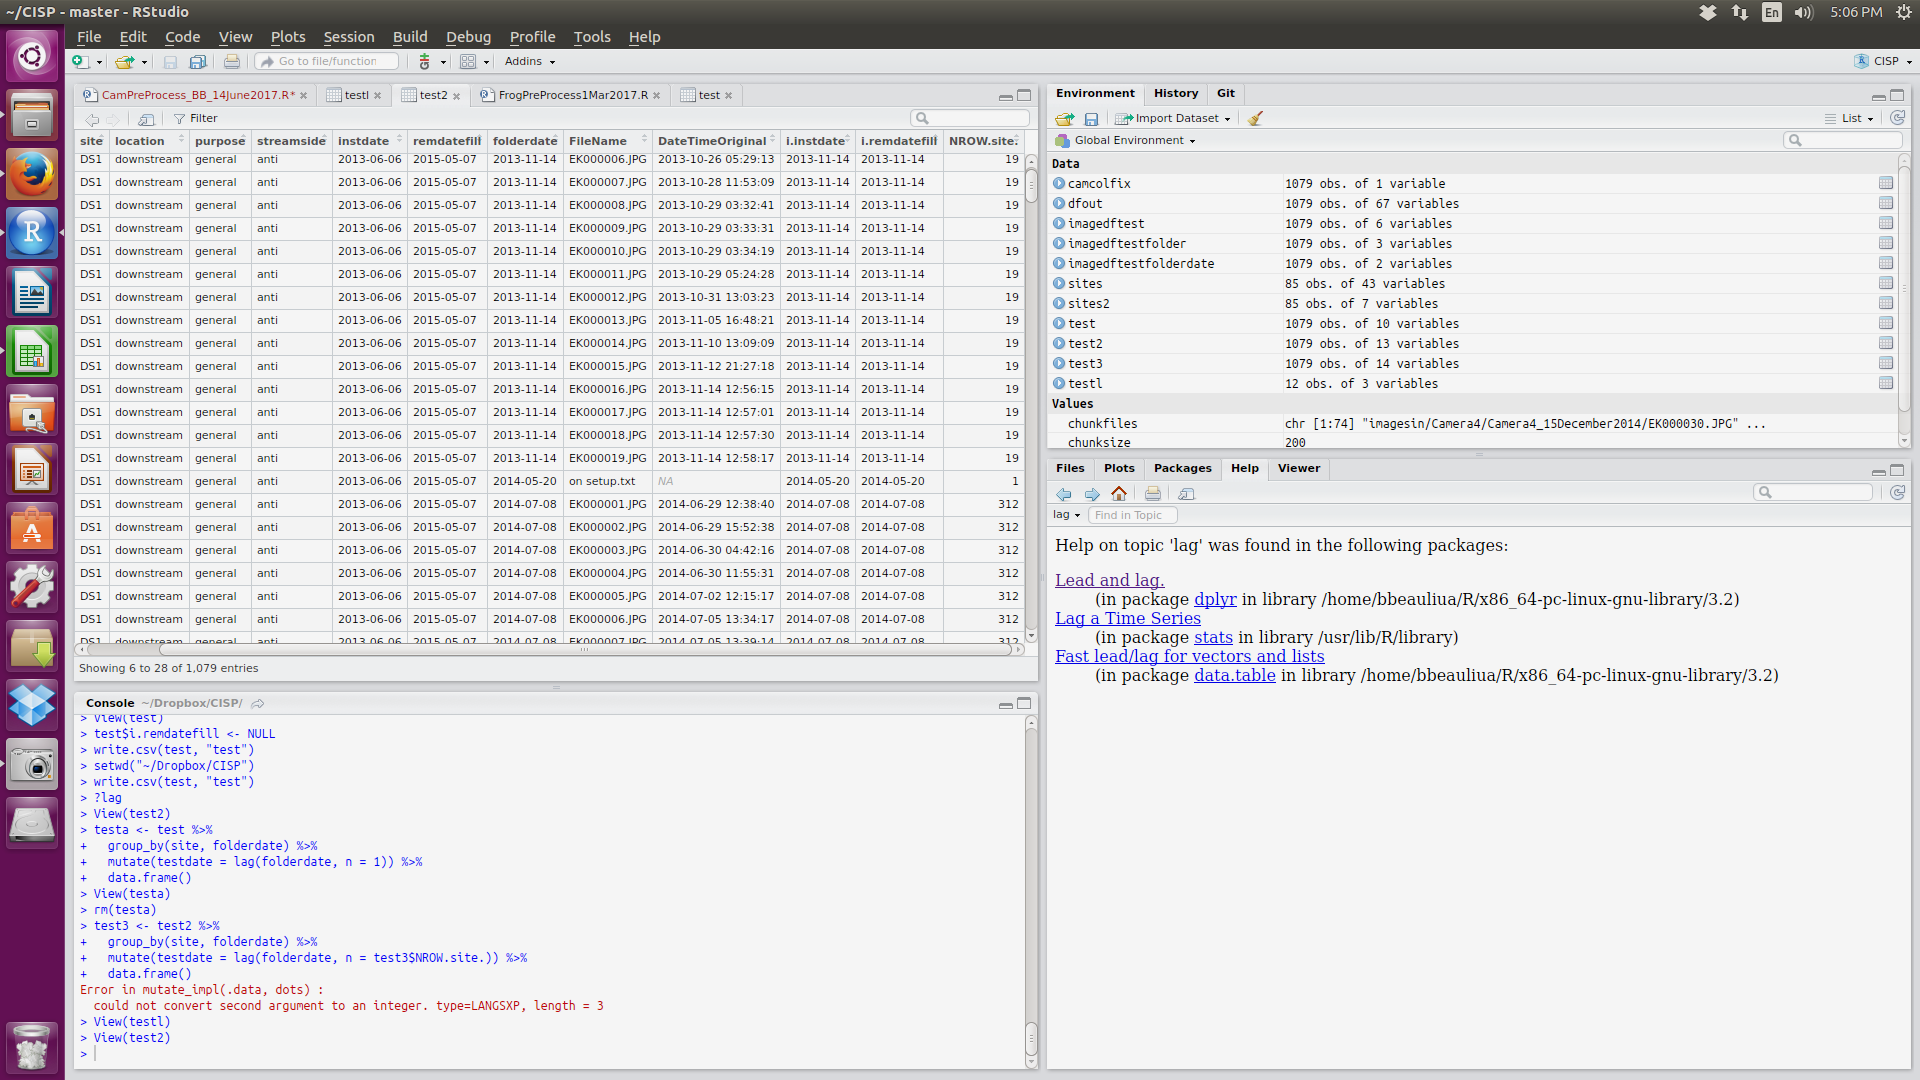 ~/CISP - master - RStudio
En
5:06 PM
File Edit Code View Plots Session Build Debug Profile Tools Help
Go to file/function
Addins
CISP
CamPreProcess_BB_14June2017.R*
testl
test2
FrogPreProcess1Mar2017.R
test
Filter
site location purpose streamside instdate remdatefill folderdate FileName DateTimeOriginal i.instdate i.remdatefill NROW.site.
DS1 downstream general anti 2013-06-06 2015-05-07 2013-11-14 EK000006.JPG 2013-10-26 05:29:13 2013-11-14 2013-11-14 19
DS1 downstream general anti 2013-06-06 2015-05-07 2013-11-14 EK000007.JPG 2013-10-28 11:53:09 2013-11-14 2013-11-14 19
DS1 downstream general anti 2013-06-06 2015-05-07 2013-11-14 EK000008.JPG 2013-10-29 03:32:41 2013-11-14 2013-11-14 19
DS1 downstream general anti 2013-06-06 2015-05-07 2013-11-14 EK000009.JPG 2013-10-29 03:33:31 2013-11-14 2013-11-14 19
DS1 downstream general anti 2013-06-06 2015-05-07 2013-11-14 EK000010.JPG 2013-10-29 03:34:19 2013-11-14 2013-11-14 19
DS1 downstream general anti 2013-06-06 2015-05-07 2013-11-14 EK000011.JPG 2013-10-29 05:24:28 2013-11-14 2013-11-14 19
DS1 downstream general anti 2013-06-06 2015-05-07 2013-11-14 EK000012.JPG 2013-10-31 13:03:23 2013-11-14 2013-11-14 19
DS1 downstream general anti 2013-06-06 2015-05-07 2013-11-14 EK000013.JPG 2013-11-05 16:48:21 2013-11-14 2013-11-14 19
DS1 downstream general anti 2013-06-06 2015-05-07 2013-11-14 EK000014.JPG 2013-11-10 13:09:09 2013-11-14 2013-11-14 19
DS1 downstream general anti 2013-06-06 2015-05-07 2013-11-14 EK000015.JPG 2013-11-12 21:27:18 2013-11-14 2013-11-14 19
DS1 downstream general anti 2013-06-06 2015-05-07 2013-11-14 EK000016.JPG 2013-11-14 12:56:15 2013-11-14 2013-11-14 19
DS1 downstream general anti 2013-06-06 2015-05-07 2013-11-14 EK000017.JPG 2013-11-14 12:57:01 2013-11-14 2013-11-14 19
DS1 downstream general anti 2013-06-06 2015-05-07 2013-11-14 EK000018.JPG 2013-11-14 12:57:30 2013-11-14 2013-11-14 19
DS1 downstream general anti 2013-06-06 2015-05-07 2013-11-14 EK000019.JPG 2013-11-14 12:58:17 2013-11-14 2013-11-14 19
DS1 downstream general anti 2013-06-06 2015-05-07 2014-05-20 on setup.txt NA 2014-05-20 2014-05-20 1
DS1 downstream general anti 2013-06-06 2015-05-07 2014-07-08 EK000001.JPG 2014-06-29 12:38:40 2014-07-08 2014-07-08 312
DS1 downstream general anti 2013-06-06 2015-05-07 2014-07-08 EK000002.JPG 2014-06-29 15:52:38 2014-07-08 2014-07-08 312
DS1 downstream general anti 2013-06-06 2015-05-07 2014-07-08 EK000003.JPG 2014-06-30 04:42:16 2014-07-08 2014-07-08 312
DS1 downstream general anti 2013-06-06 2015-05-07 2014-07-08 EK000004.JPG 2014-06-30 11:55:31 2014-07-08 2014-07-08 312
DS1 downstream general anti 2013-06-06 2015-05-07 2014-07-08 EK000005.JPG 2014-07-02 12:15:17 2014-07-08 2014-07-08 312
DS1 downstream general anti 2013-06-06 2015-05-07 2014-07-08 EK000006.JPG 2014-07-05 13:34:17 2014-07-08 2014-07-08 312
DS1 downstream general anti 2013-06-06 2015-05-07 2014-07-08 EK000007.JPG 2014-07-05 13:39:14 2014-07-08 2014-07-08 312
Showing 6 to 28 of 1,079 entries
Console ~/Dropbox/CISP/
> View(test)
> test$i.remdatefill <- NULL
> write.csv(test, "test")
> setwd("~/Dropbox/CISP")
> write.csv(test, "test")
> ?lag
> View(test2)
> testa <- test %>%
+ group_by(site, folderdate) %>%
+ mutate(testdate = lag(folderdate, n = 1)) %>%
+ data.frame()
> View(testa)
> rm(testa)
> test3 <- test2 %>%
+ group_by(site, folderdate) %>%
+ mutate(testdate = lag(folderdate, n = test3$NROW.site.)) %>%
+ data.frame()
Error in mutate_impl(.data, dots) :
could not convert second argument to an integer. type=LANGSXP, length = 3
> View(testl)
> View(test2)
>
Environment History Git
Import Dataset
List
Global Environment
Data
camcolfix 1079 obs. of 1 variable
dfout 1079 obs. of 67 variables
imagedftest 1079 obs. of 6 variables
imagedftestfolder 1079 obs. of 3 variables
imagedftestfolderdate 1079 obs. of 2 variables
sites 85 obs. of 43 variables
sites2 85 obs. of 7 variables
test 1079 obs. of 10 variables
test2 1079 obs. of 13 variables
test3 1079 obs. of 14 variables
testl 12 obs. of 3 variables
Values
chunkfiles chr [1:74] "imagesin/Camera4/Camera4_15December2014/EK000030.JPG" ...
chunksize 200
Files Plots Packages Help Viewer
lag
Find in Topic
Help on topic 'lag' was found in the following packages:
Lead and lag.
(in package dplyr in library /home/bbeauliua/R/x86_64-pc-linux-gnu-library/3.2)
Lag a Time Series
(in package stats in library /usr/lib/R/library)
Fast lead/lag for vectors and lists
(in package data.table in library /home/bbeauliua/R/x86_64-pc-linux-gnu-library/3.2)